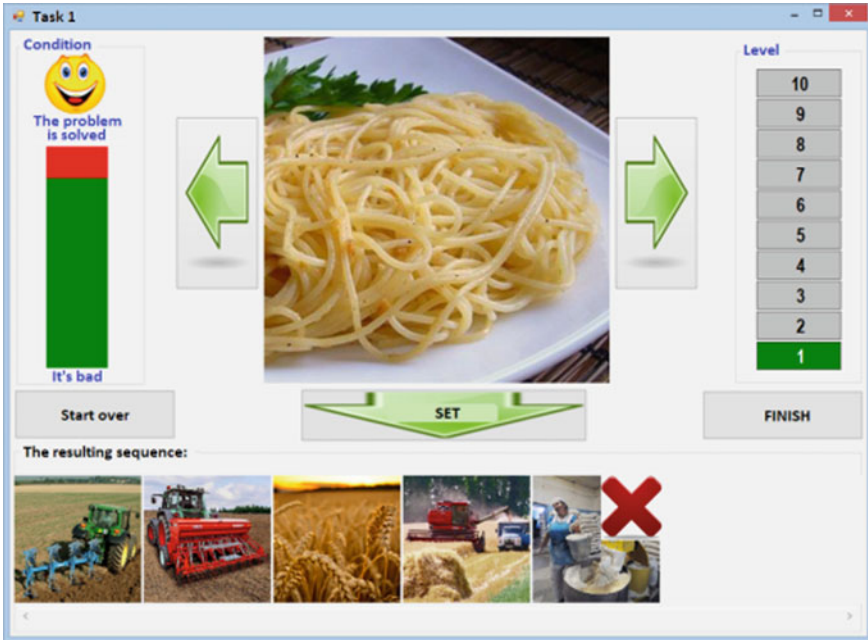 Task 1
Condition
The problem
is solved
It's bad
Level
10
9
8
7
6
5
4
3
2
1
Start over
SET
FINISH
The resulting sequence: